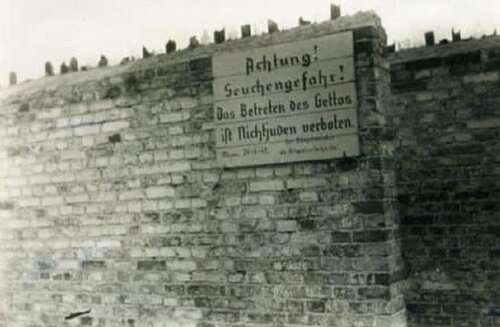 Achtung!
Seuchengefahr!
Das Betreten des Gettos
ist Nichtjuden verboten.